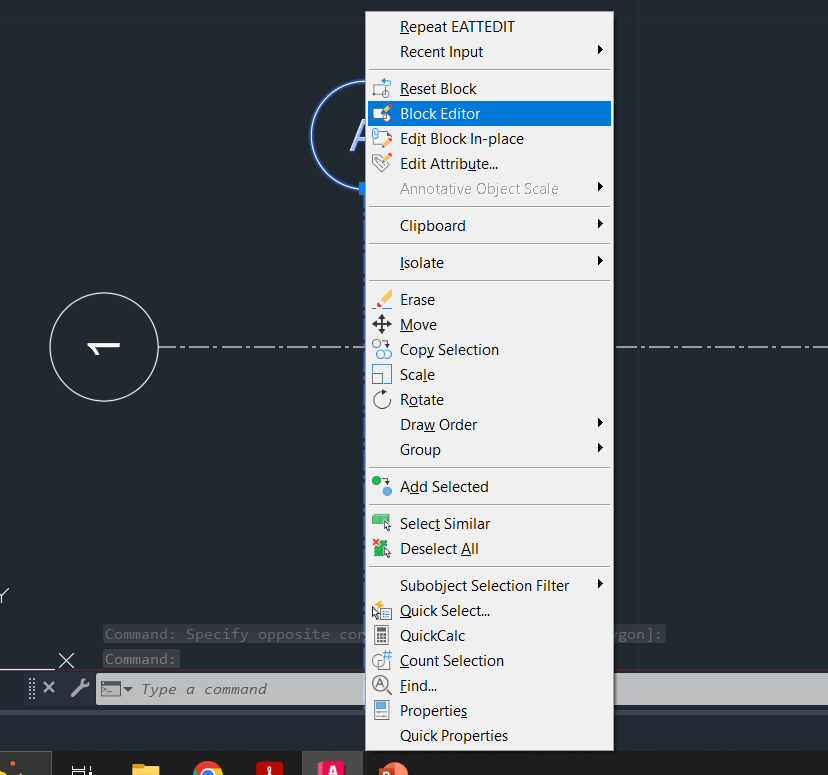 Repeat EATTEDIT
Recent Input
Reset Block
Block Editor
Edit Block In-place
Edit Attribute...
Annotative Object Scale
Clipboard
Isolate
Erase
Move
Copy Selection
Scale
Rotate
Draw Order
Group
Add Selected
Select Similar
Deselect All
Subobject Selection Filter
Quick Select...
QuickCalc
Count Selection
Find...
Properties
Quick Properties
A
1
Y
Command: Specify opposite cor ygon]:
Command:
Type a command
A